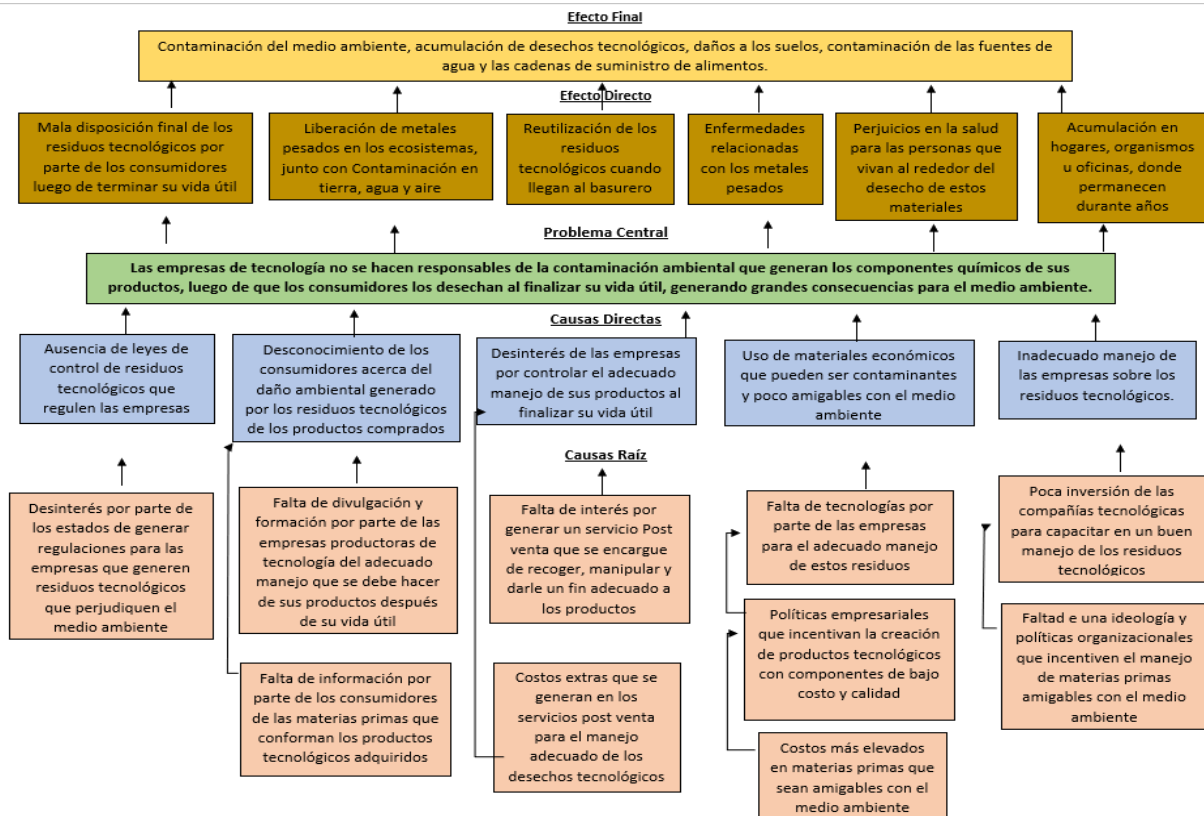 Efecto Final
Contaminación del medio ambiente, acumulación de desechos tecnológicos, daños a los suelos, contaminación de las fuentes de
agua y las cadenas de suministro de alimentos.
Efecto Directo
Mala disposición final de los
residuos tecnológicos por
parte de los consumidores
luego de terminar su vida útil
Liberación de metales
pesados en los ecosistemas,
junto con Contaminación en
tierra, agua y aire
Reutilización de los
residuos
tecnológicos cuando
llegan al basurero
Enfermedades
relacionadas
con los metales
pesados
Perjuicios en la salud
para las personas que
vivan al rededor del
desecho de estos
materiales
Acumulación en
hogares, organismos
u oficinas, donde
permanecen
durante años
Problema Central
Las empresas de tecnología no se hacen responsables de la contaminación ambiental que generan los componentes químicos de sus
productos, luego de que los consumidores los desechan al finalizar su vida útil, generando grandes consecuencias para el medio ambiente.
Causas Directas
Ausencia de leyes de
control de residuos
tecnológicos que
regulen las empresas
Desconocimiento de los
consumidores acerca del
daño ambiental generado
por los residuos tecnológicos
de los productos comprados
Desinterés de las empresas
por controlar el adecuado
manejo de sus productos al
finalizar su vida útil
Uso de materiales económicos
que pueden ser contaminantes
y poco amigables con el medio
ambiente
Inadecuado manejo de
las empresas sobre los
residuos tecnológicos.
Causas Raíz
Desinterés por parte de
los estados de generar
regulaciones para las
empresas que generen
residuos tecnológicos
que perjudiquen el
medio ambiente
Falta de divulgación y
formación por parte de las
empresas productoras de
tecnología del adecuado
manejo que se debe hacer
de sus productos después
de su vida útil
Falta de interés por
generar un servicio Post
venta que se encargue
de recoger, manipular y
darle un fin adecuado a
los productos
Falta de tecnologías por
parte de las empresas
para el adecuado manejo
de estos residuos
Poca inversión de las
compañías tecnológicas
para capacitar en un buen
manejo de los residuos
tecnológicos
Falta de información por
parte de los consumidores
de las materias primas que
conforman los productos
tecnológicos adquiridos
Costos extras que se
generan en los
servicios post venta
para el manejo
adecuado de los
desechos tecnológicos
Políticas empresariales
que incentivan la creación
de productos tecnológicos
con componentes de bajo
costo y calidad
Faltad e una ideología y
políticas organizacionales
que incentiven el manejo
de materias primas
amigables con el medio
ambiente
Costos más elevados
en materias primas que
sean amigables con el
medio ambiente